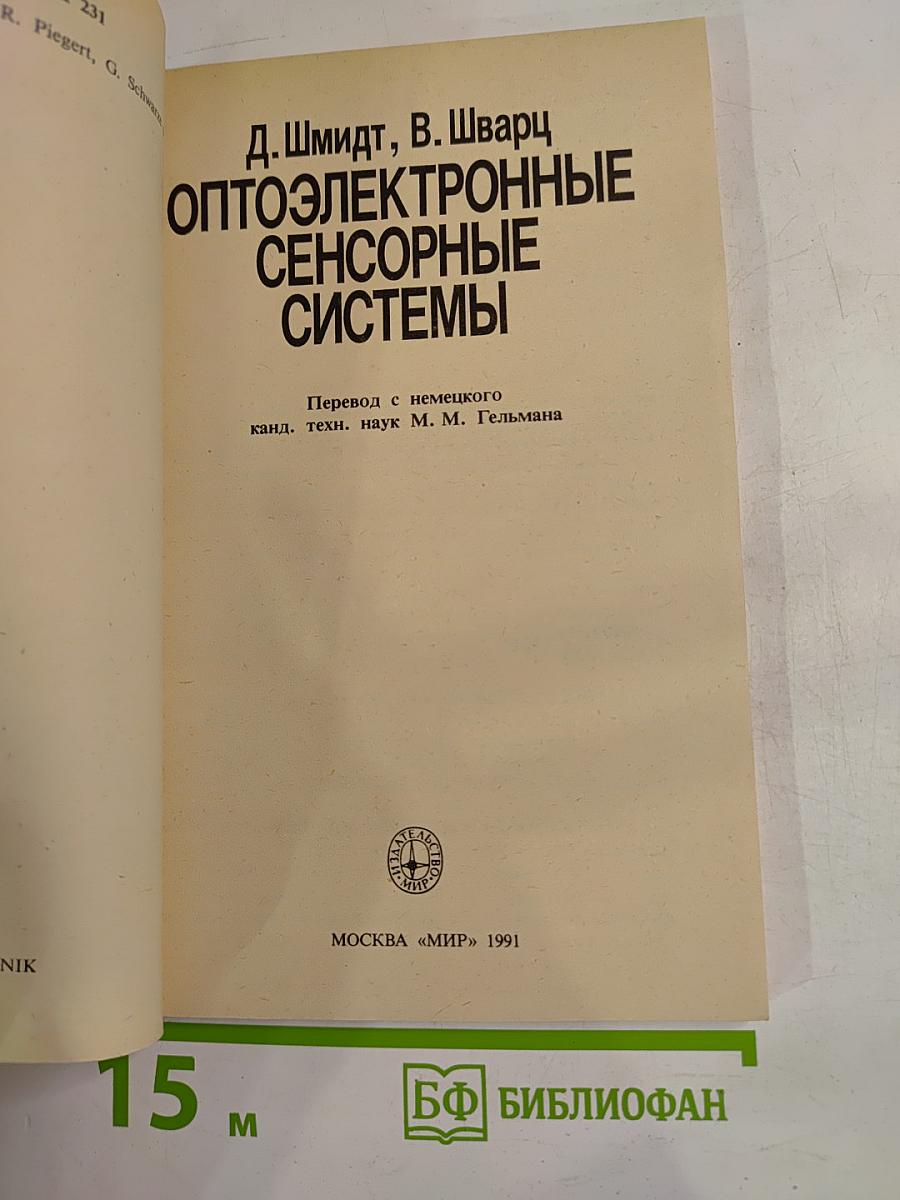 231
R. Piegert, G. Schwarz
NIK
Д. Шмидт, В. Шварц
ОПТОЭЛЕКТРОННЫЕ
СЕНСОРНЫЕ
СИСТЕМЫ
Перевод с немецкого
канд. техн. наук М. М. Гельмана
ИЗДАТЕЛЬСТВО
МИР
МОСКВА «МИР» 1991
15 м
БФ БИБЛИОФАН